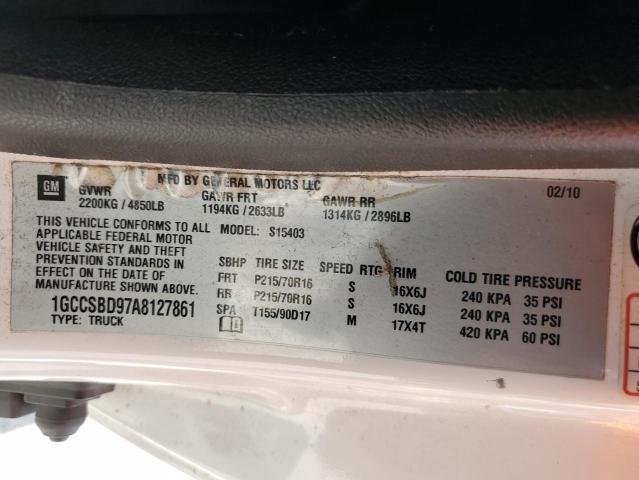 MFD BY GENERAL MOTORS LLC
GM
GVWR GAWR FRT GAWR RR 02/10
2200KG / 4850LB 1194KG / 2633LB 1314KG / 2896LB
THIS VEHICLE CONFORMS TO ALL MODEL: S15403
APPLICABLE FEDERAL MOTOR
VEHICLE SAFETY AND THEFT
PREVENTION STANDARDS IN
EFFECT ON THE DATE OF
MANUFACTURE SHOWN ABOVE.
1GCCSBD97A8127861
TYPE: TRUCK
SBHP TIRE SIZE SPEED RTG RIM COLD TIRE PRESSURE
FRT P215/70R16 S 16X6J 240 KPA 35 PSI
RR P215/70R16 S 16X6J 240 KPA 35 PSI
SPA T155/90D17 M 17X4T 420 KPA 60 PSI